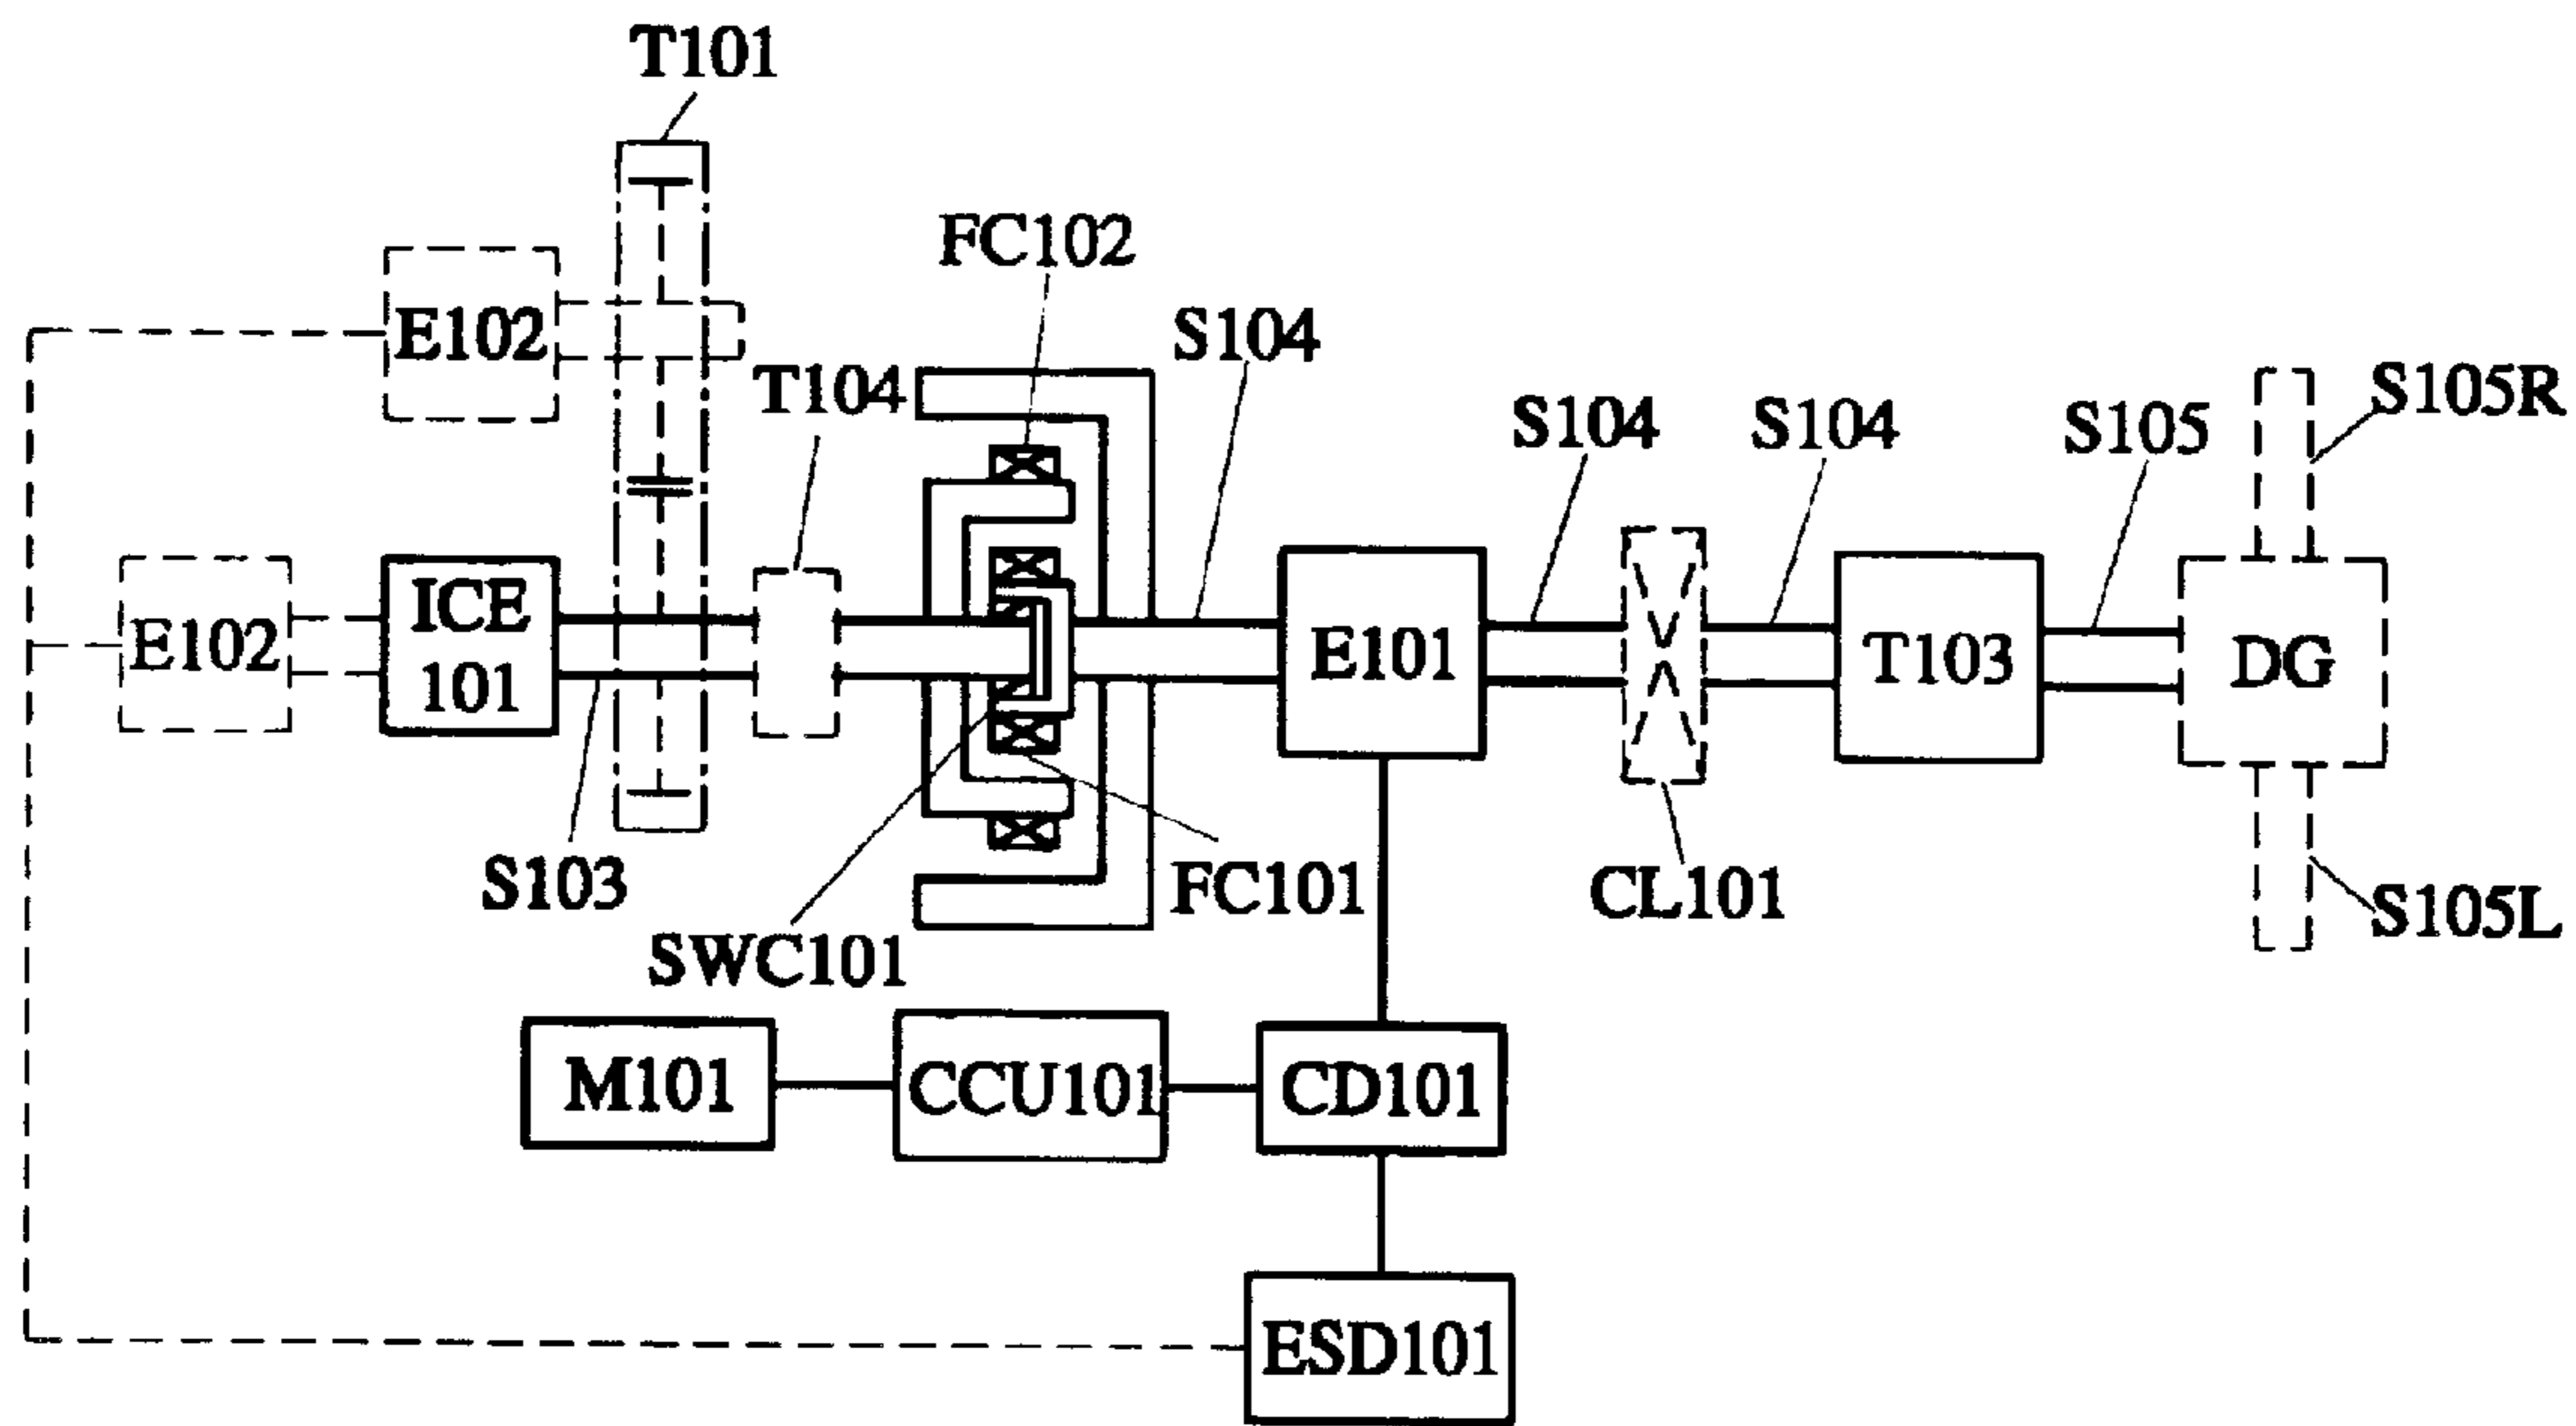 T101
FC102
E102
S104
T104
S105R
S104
S104
S105
ICE
101
E102
E101
T103
DG
S103
FC101
CL101
S105L
SWC101
M101
CCU101
CD101
ESD101